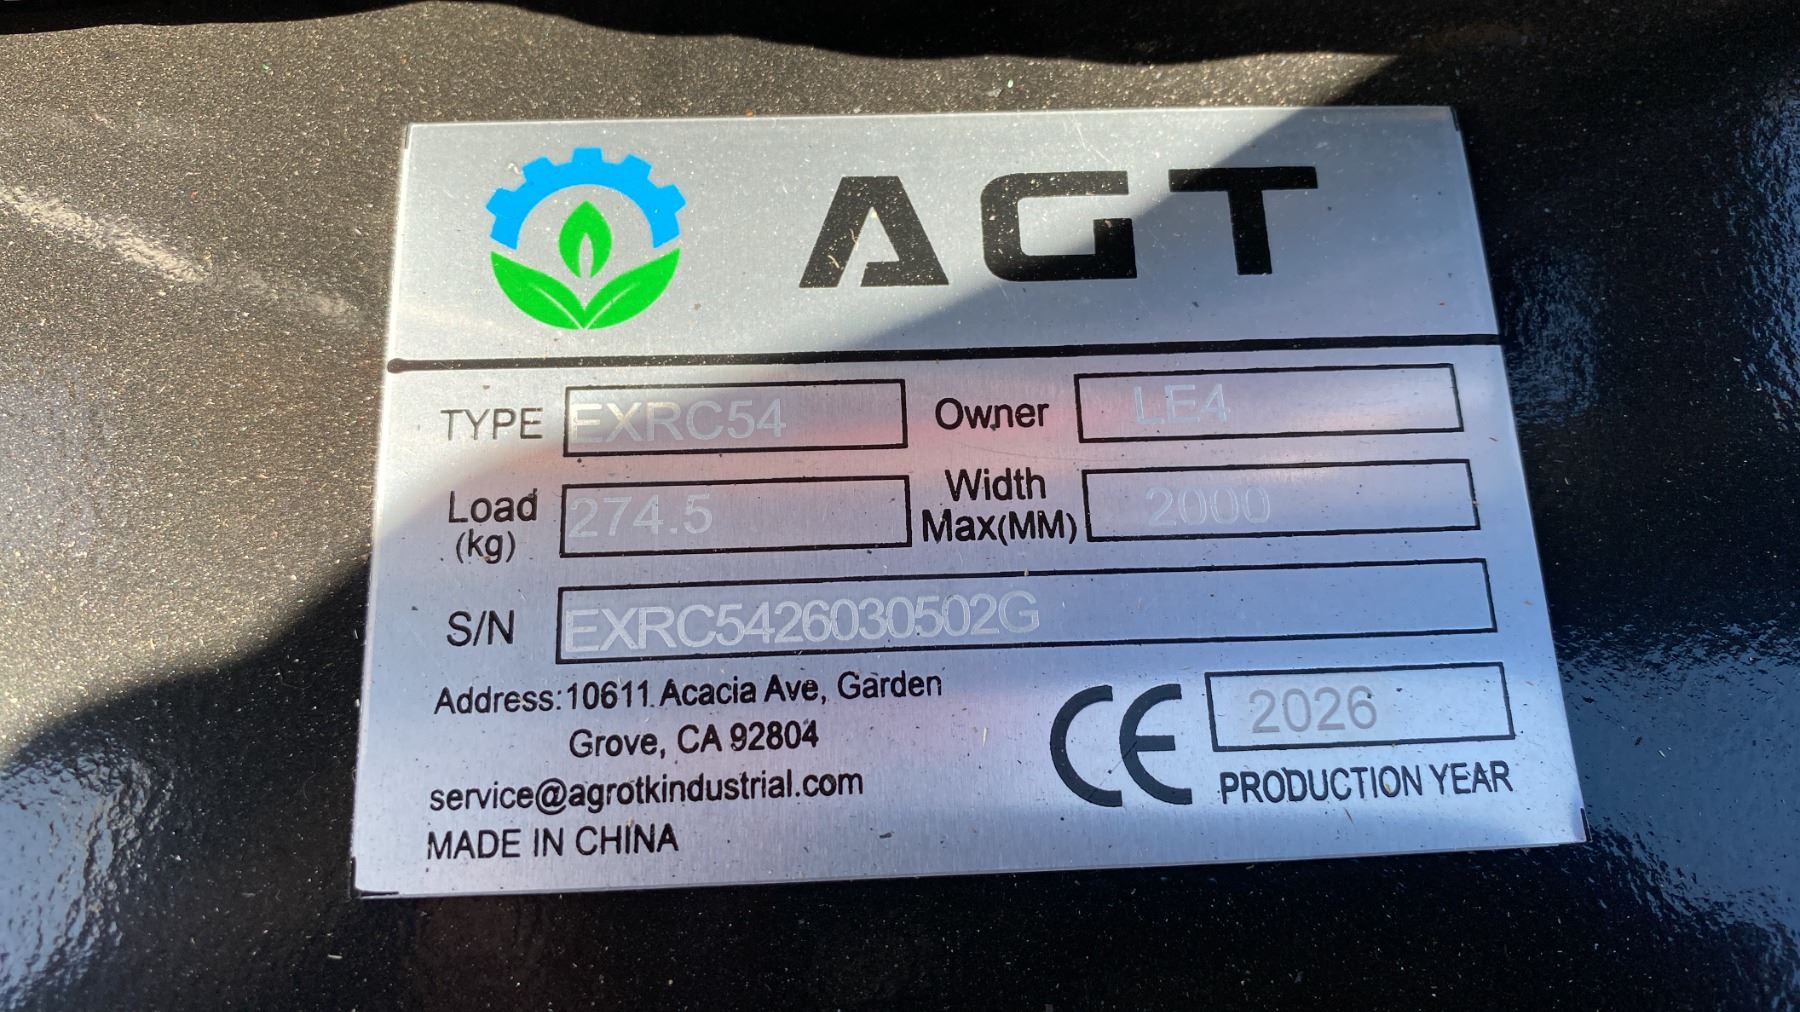 AGT
TYPE EXRC54 Owner LE4
Load (kg) 274.5 Width Max(MM) 2000
S/N EXRC5426030502G
Address:10611 Acacia Ave, Garden
Grove, CA 92804
service@agrotkindustrial.com
MADE IN CHINA
CE 2026
PRODUCTION YEAR